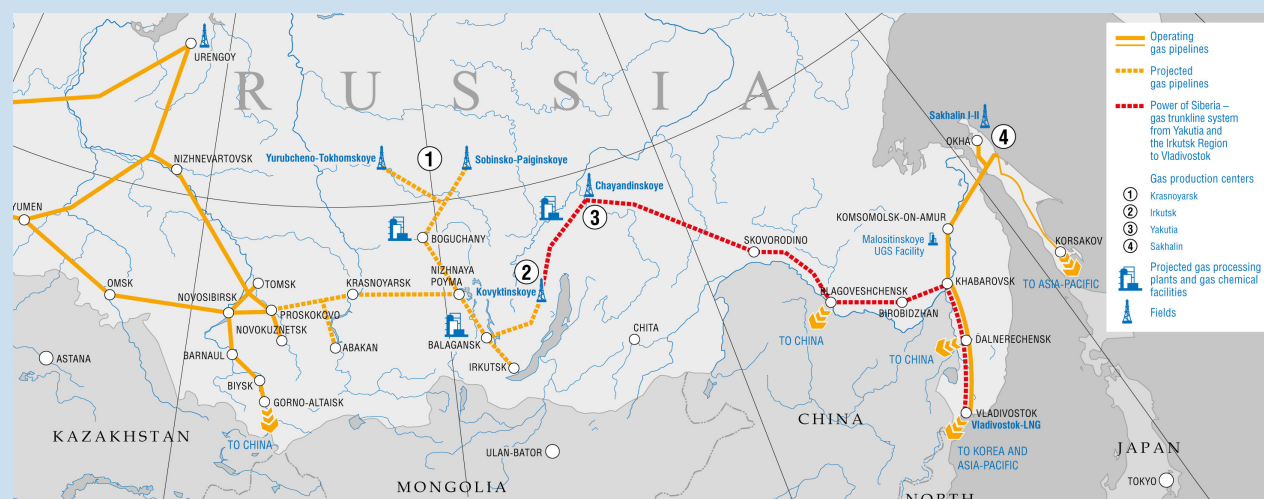 RUSSIA
URENGOY
NIZHNEVARTOVSK
YUMEN
OMSK
TOMSK
NOVOSIBIRSK
PROSKOKOVO
NOVOKUZNETSK
BARNAUL
BIYSK
GORNO-ALTAISK
TO CHINA
ASTANA
KAZAKHSTAN
ABAKAN
KRASNOYARSK
Yurubcheno-Tokhomskoye
1
Sobinsko-Paiginskoye
BOGUCHANY
NIZHNAYA
POYMA
2
Kovyktinskoye
BALAGANSK
IRKUTSK
Chayandinskoye
3
CHITA
ULAN-BATOR
MONGOLIA
SKOVORODINO
BLAGOVESHCHENSK
TO CHINA
BIROBIDZHAN
CHINA
Sakhalin I-II
4
OKHA
KOMSOMOLSK-ON-AMUR
Malositinskoye
UGS Facility
KHABAROVSK
KORSAKOV
TO ASIA-PACIFIC
DALNERECHENSK
TO CHINA
VLADIVOSTOK
Vladivostok-LNG
TO KOREA AND
ASIA-PACIFIC
NORTH
JAPAN
TOKYO
Operating
gas pipelines
Projected
gas pipelines
Power of Siberia –
gas trunkline system
from Yakutia and
the Irkutsk Region
to Vladivostok
Gas production centers
1 Krasnoyarsk
2 Irkutsk
3 Yakutia
4 Sakhalin
Projected gas processing
plants and gas chemical
facilities
Fields